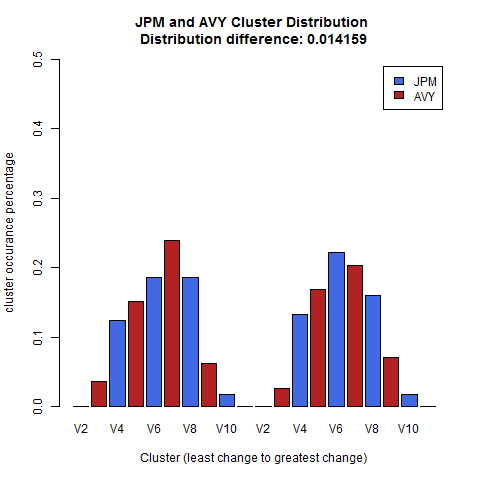 JPM and AVY Cluster Distribution
Distribution difference: 0.014159
JPM
AVY
cluster occurance percentage
0.5
0.4
0.3
0.2
0.1
0.0
V2 V4 V6 V8 V10 V2 V4 V6 V8 V10
Cluster (least change to greatest change)